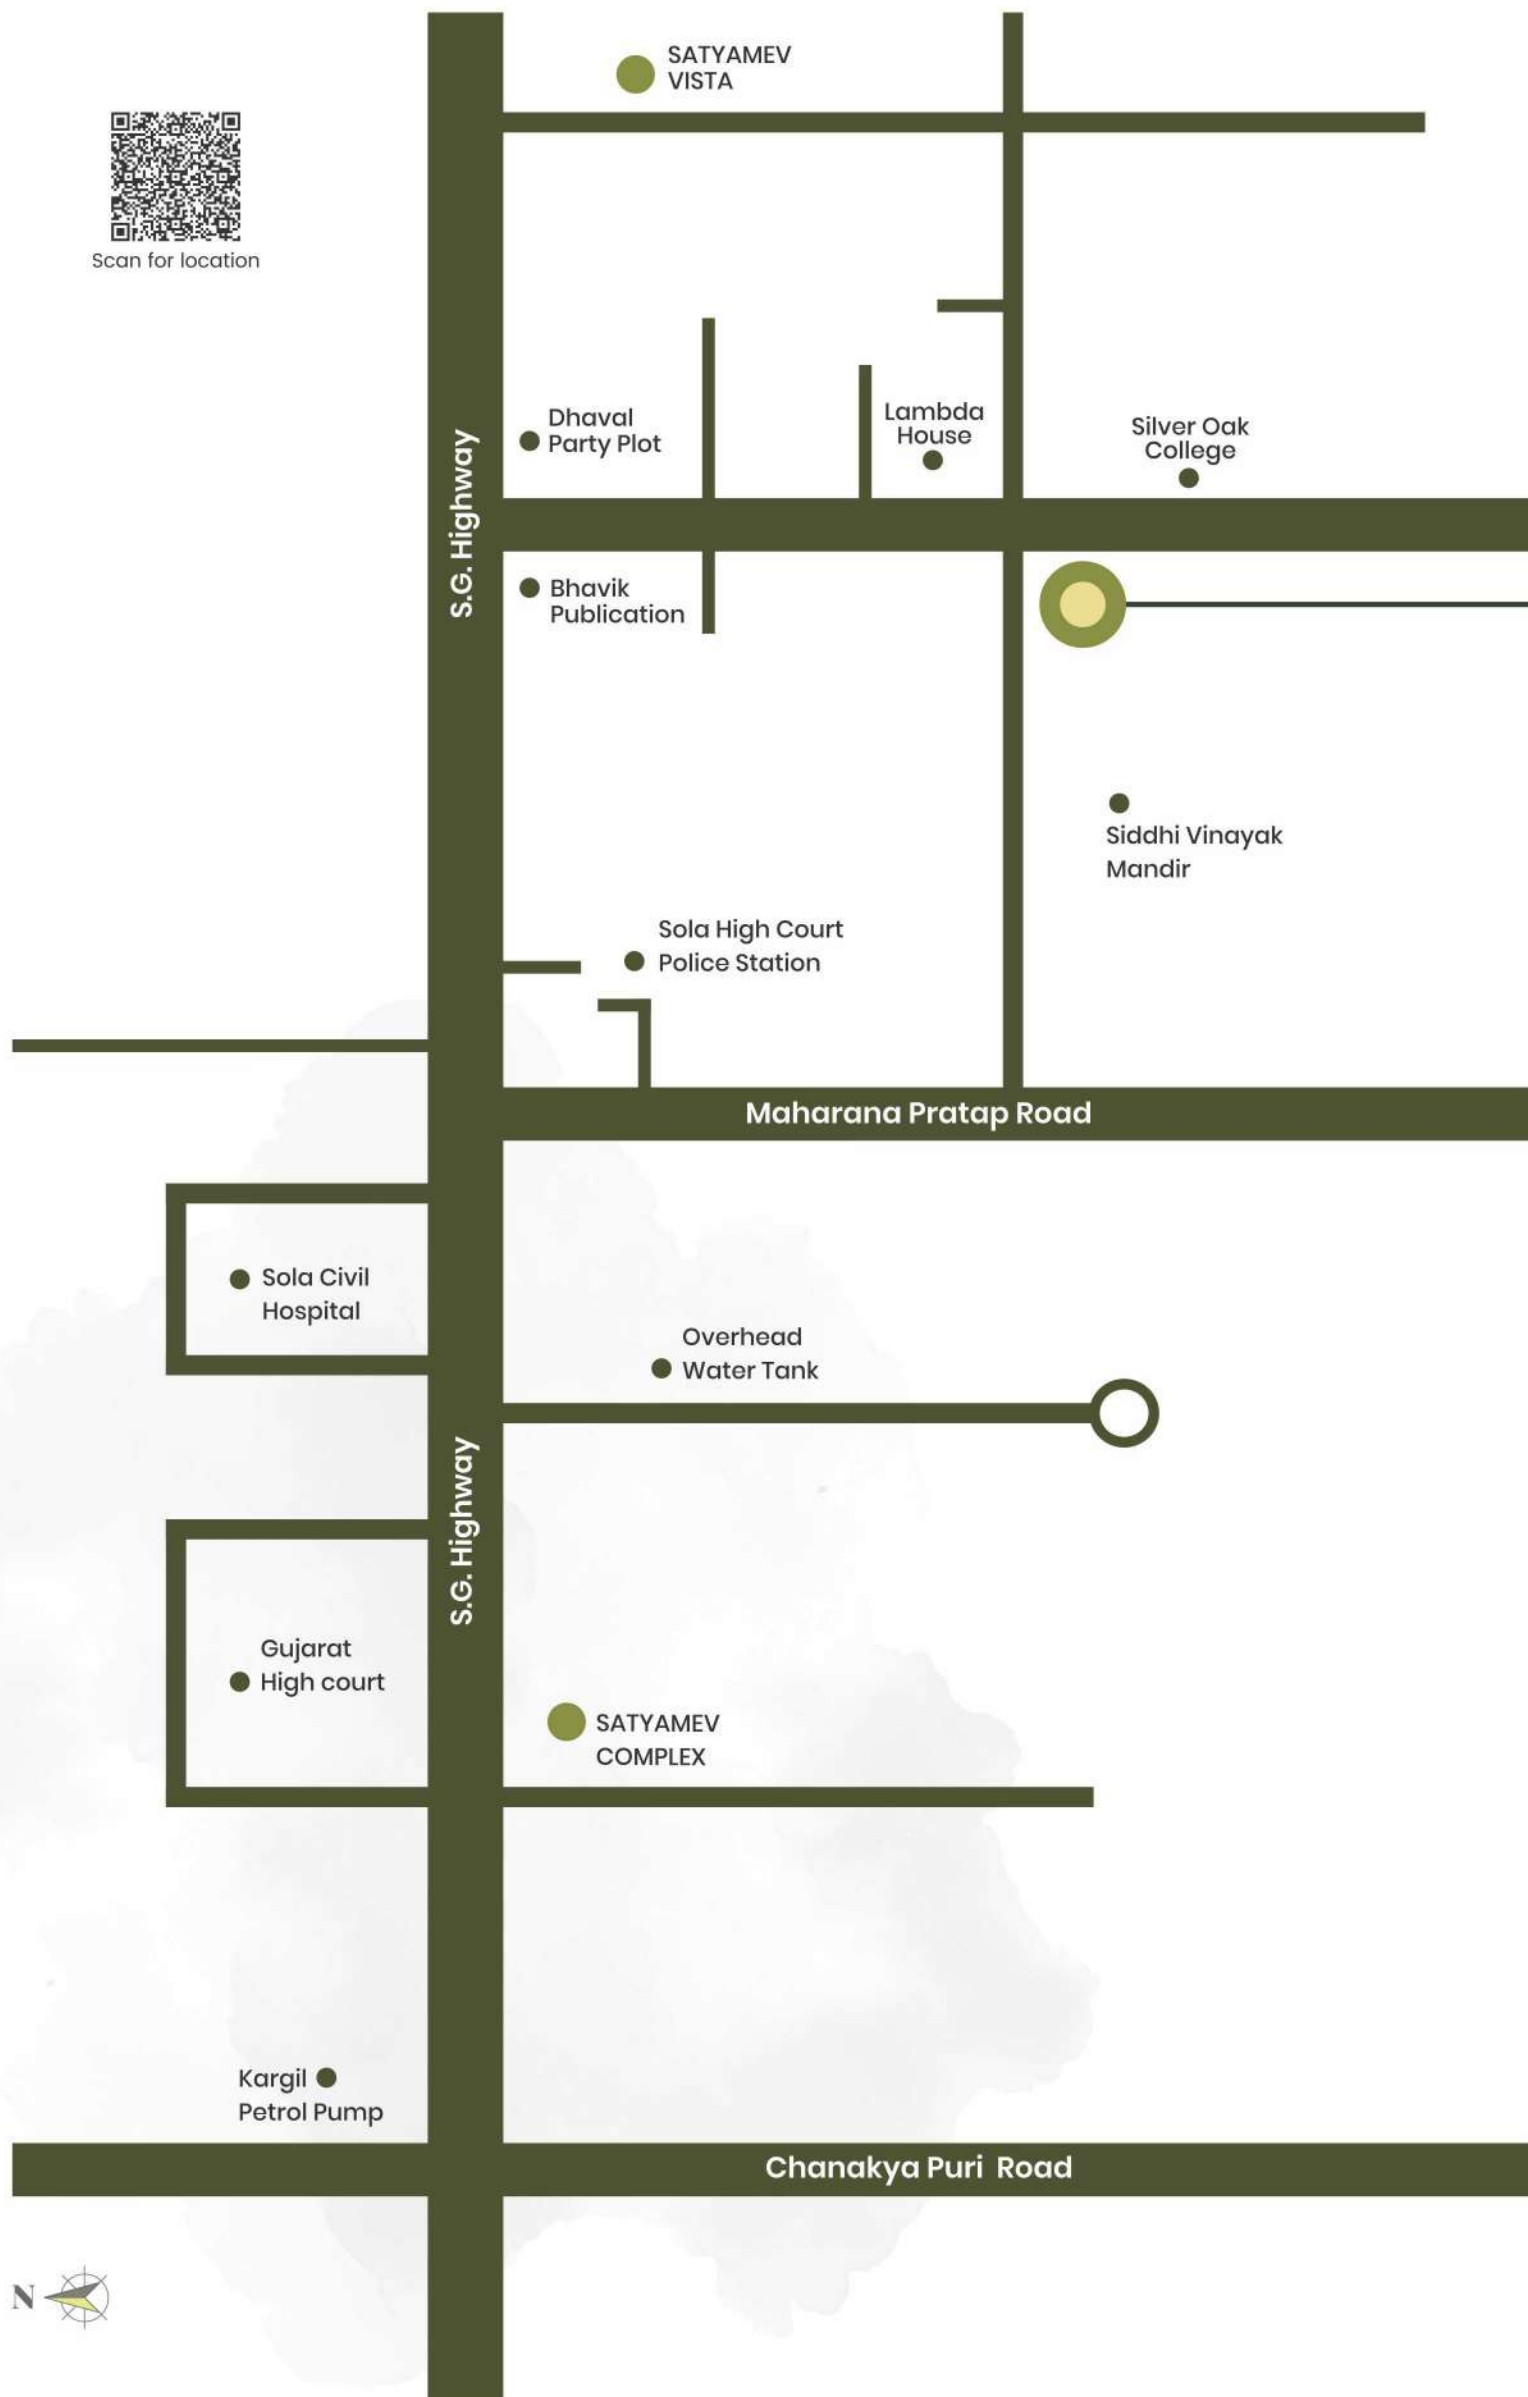 SATYAMEV
VISTA
Scan for location
Dhaval
Party Plot
Lambda
House
Silver Oak
College
S.G. Highway
Bhavik
Publication
Siddhi Vinayak
Mandir
Sola High Court
Police Station
Maharana Pratap Road
Sola Civil
Hospital
Overhead
Water Tank
S.G. Highway
Gujarat
High court
SATYAMEV
COMPLEX
Kargil
Petrol Pump
Chanakya Puri Road
N